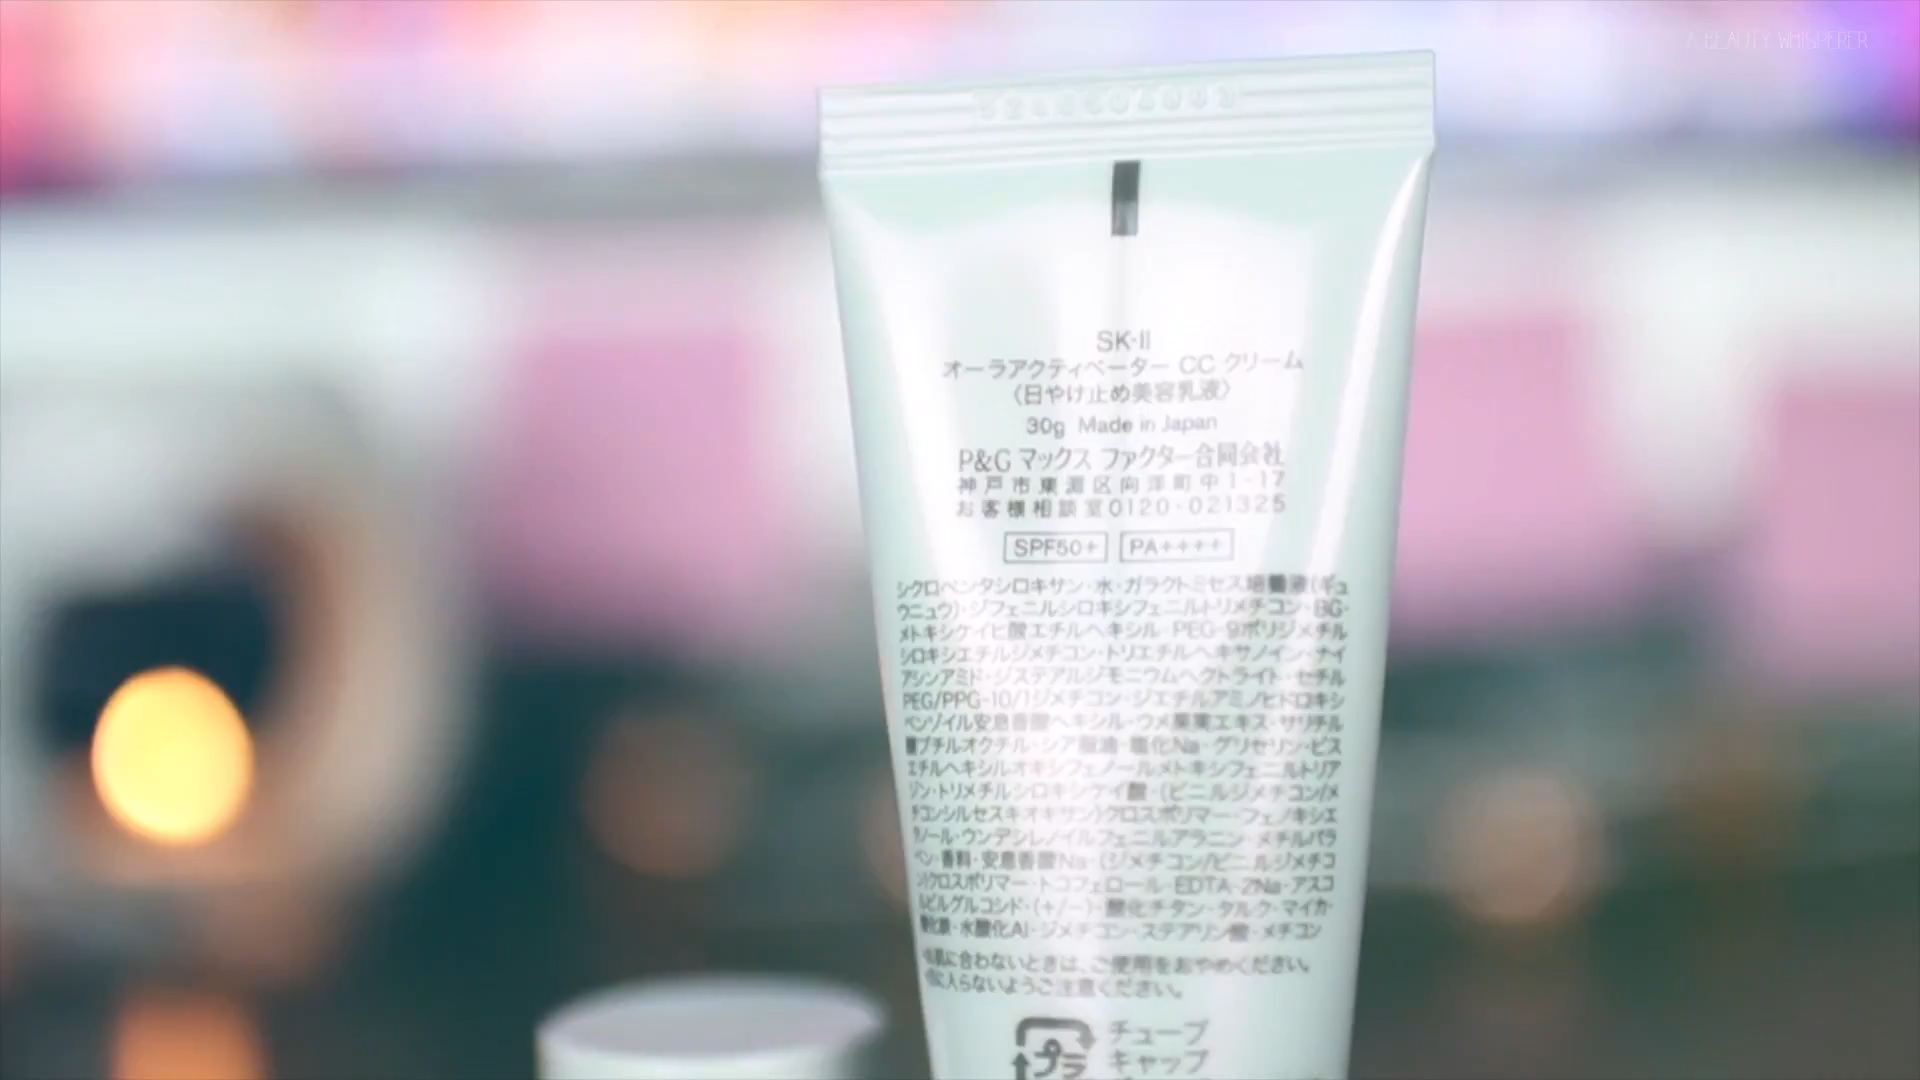 A BEAUTY WHISPERER
SK-II
オーラアクティベーター CC クリーム
〈日やけ止め美容乳液〉
30g Made in Japan
P&G マックス ファクター合同会社
神戸市東灘区向洋町中1-17
お客様相談室0120-021325
SPF50+ PA++++
シクロペンタシロキサン・水・ガラクトミセス培養液(ギュ
ウニュウ)・ジフェニルシロキシフェニルトリメチコン・BG・
メトキシケイヒ酸エチルヘキシル・PEG-9ポリジメチル
シロキシエチルジメチコン・トリエチルヘキサノイン・ナイ
アシンアミド・ジステアルジモニウムヘクトライト・セチル
PEG/PPG-10/1ジメチコン・ジエチルアミノヒドロキシ
ベンゾイル安息香酸ヘキシル・ウメ果実エキス・サリチル
酸ブチルオクチル・シア脂油・塩化Na・グリセリン・ビス
エチルヘキシルオキシフェノールメトキシフェニルトリア
ジン・トリメチルシロキシケイ酸・(ビニルジメチコン/メ
チコンシルセスキオキサン)クロスポリマー・フェノキシエ
タノール・ウンデシレノイルフェニルアラニン・メチルパラ
ベン・香料・安息香酸Na・(ジメチコン/ビニルジメチコ
ン)クロスポリマー・トコフェロール・EDTA-2Na・アスコ
ルビルグルコシド・(+/-)・酸化チタン・タルク・マイカ・
酸化鉄・水酸化Al・ジメチコン・ステアリン酸・メチコン
に合わないときは、ご使用をおやめください。
に入らないようご注意ください。
チューブ
プラ キャップ